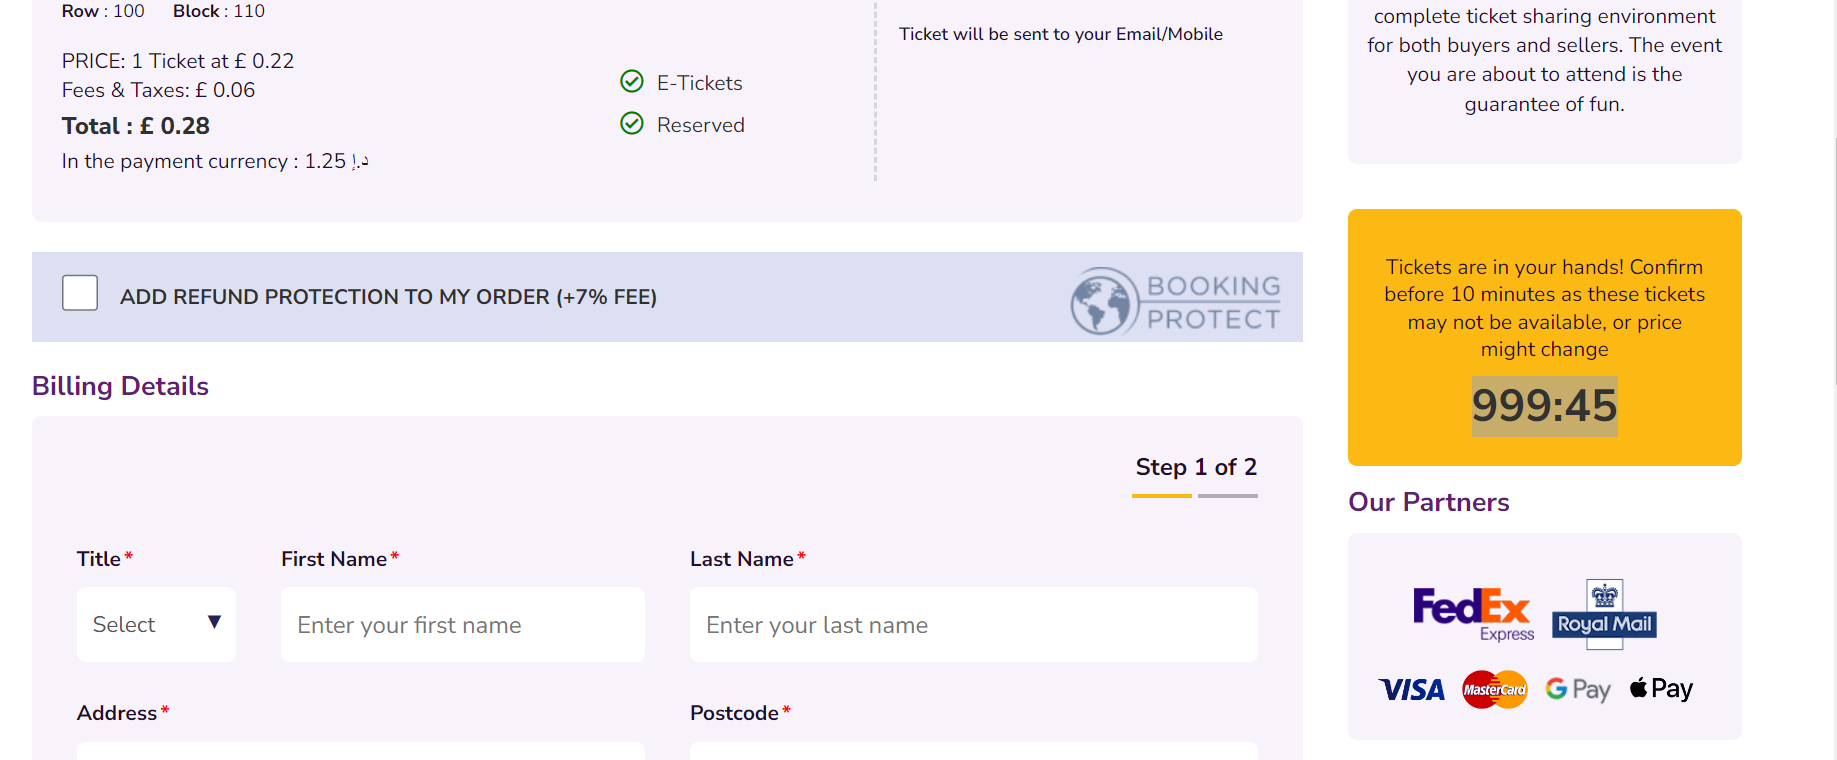 Row : 100 Block : 110
PRICE: 1 Ticket at £ 0.22
Fees & Taxes: £ 0.06
Total : £ 0.28
In the payment currency : 1.25 د.إ
E-Tickets
Reserved
Ticket will be sent to your Email/Mobile
ADD REFUND PROTECTION TO MY ORDER (+7% FEE)
BOOKING
PROTECT
Billing Details
Step 1 of 2
Title*
First Name*
Last Name*
Select
Enter your first name
Enter your last name
Address*
Postcode*
complete ticket sharing environment
for both buyers and sellers. The event
you are about to attend is the
guarantee of fun.
Tickets are in your hands! Confirm
before 10 minutes as these tickets
may not be available, or price
might change
999:45
Our Partners
FedEx
Express
Royal Mail
VISA
MasterCard
G Pay
Pay